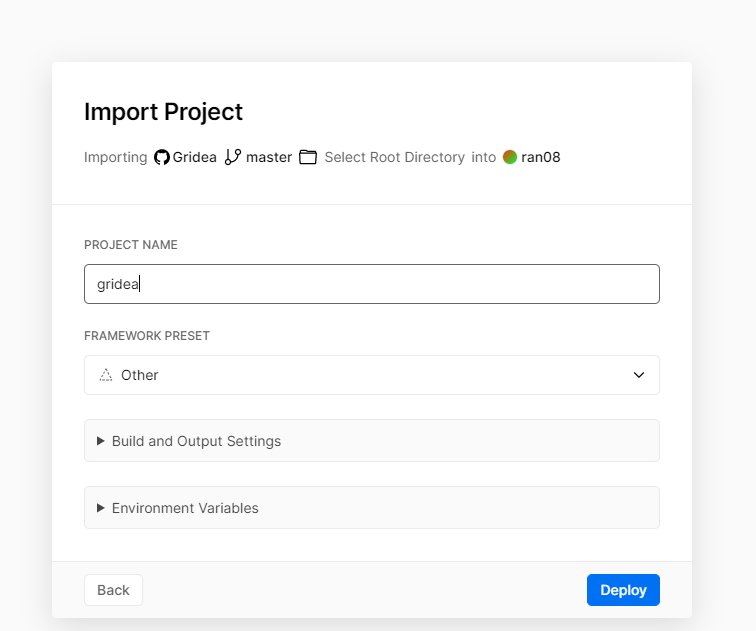 Import Project
Importing Gridea master Select Root Directory into ran08
PROJECT NAME
gridea
FRAMEWORK PRESET
Other
Build and Output Settings
Environment Variables
Back Deploy